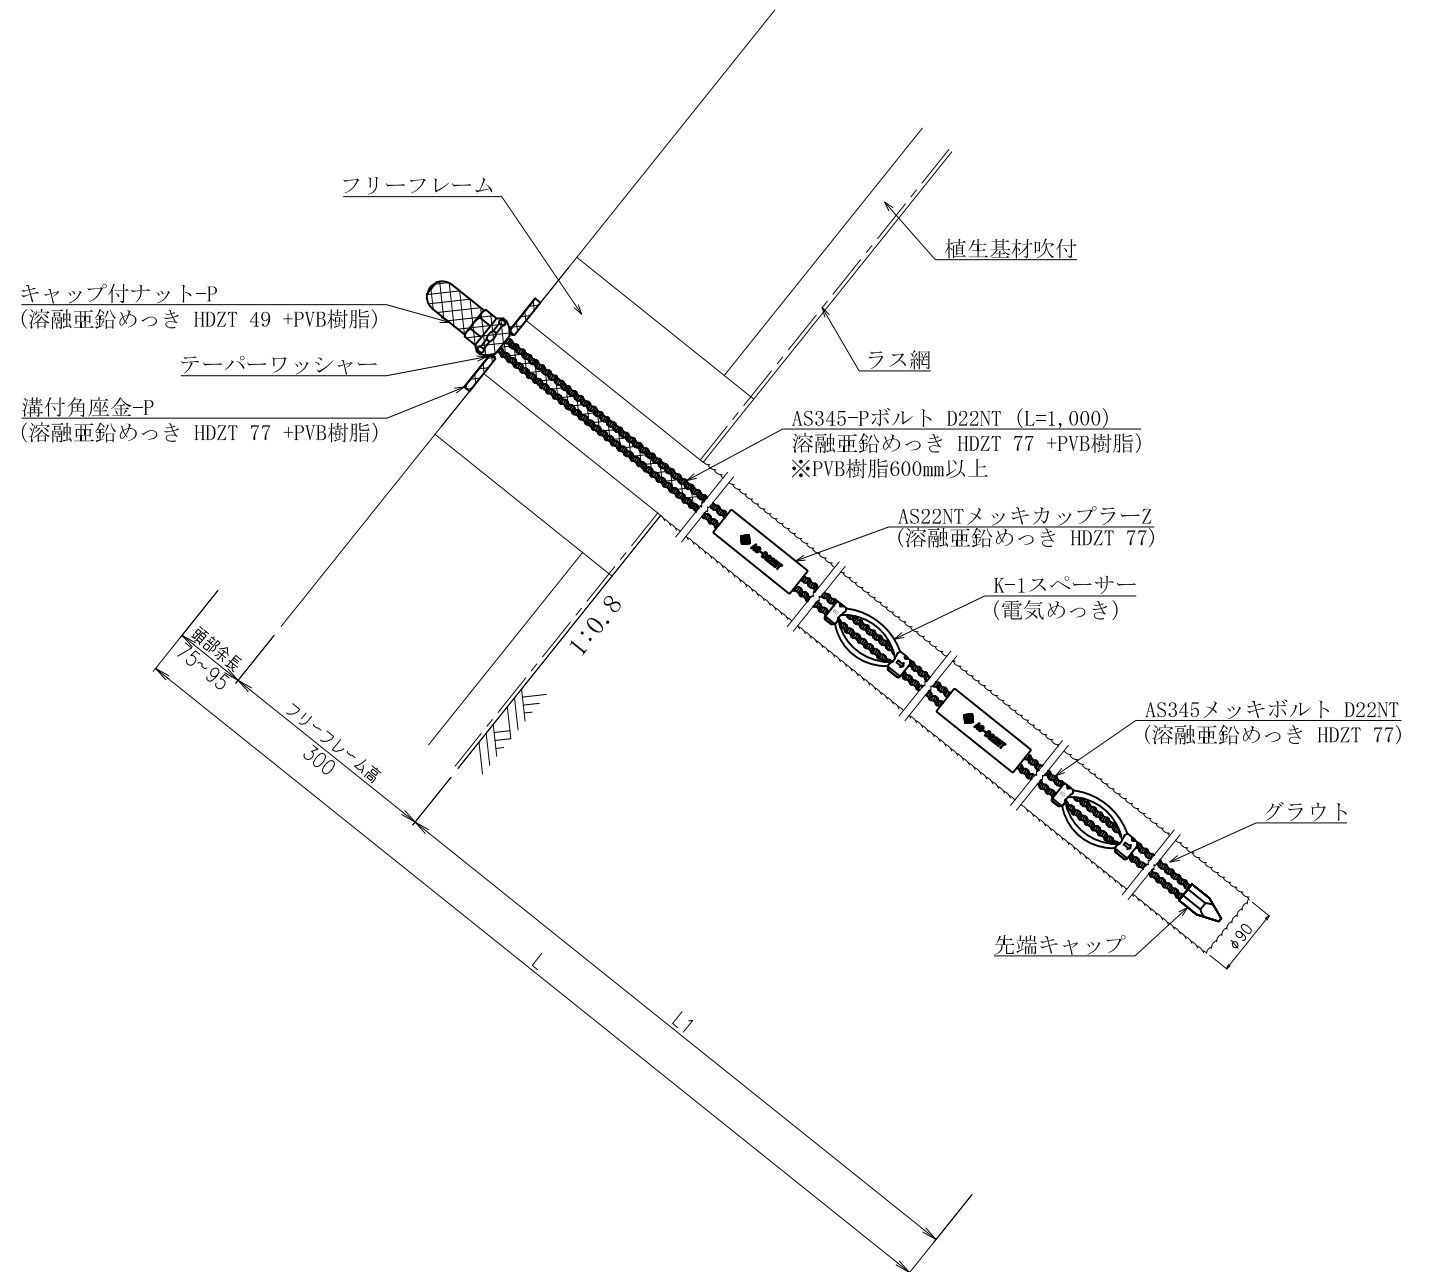 フリーフレーム
植生基材吹付
キャップ付ナット-P
(溶融亜鉛めっき HDZT 49 +PVB樹脂)
テーパーワッシャー
ラス網
溝付角座金-P
(溶融亜鉛めっき HDZT 77 +PVB樹脂)
AS345-Pボルト D22NT (L=1,000)
溶融亜鉛めっき HDZT 77 +PVB樹脂)
※PVB樹脂600mm以上
AS22NTメッキカップラーZ
(溶融亜鉛めっき HDZT 77)
AS-D22NT
K-1スペーサー
(電気めっき)
1:0.8
頭部余長
75~95
フリーフレーム高
300
AS345メッキボルト D22NT
(溶融亜鉛めっき HDZT 77)
AS-D22NT
グラウト
先端キャップ
φ90
L
L1